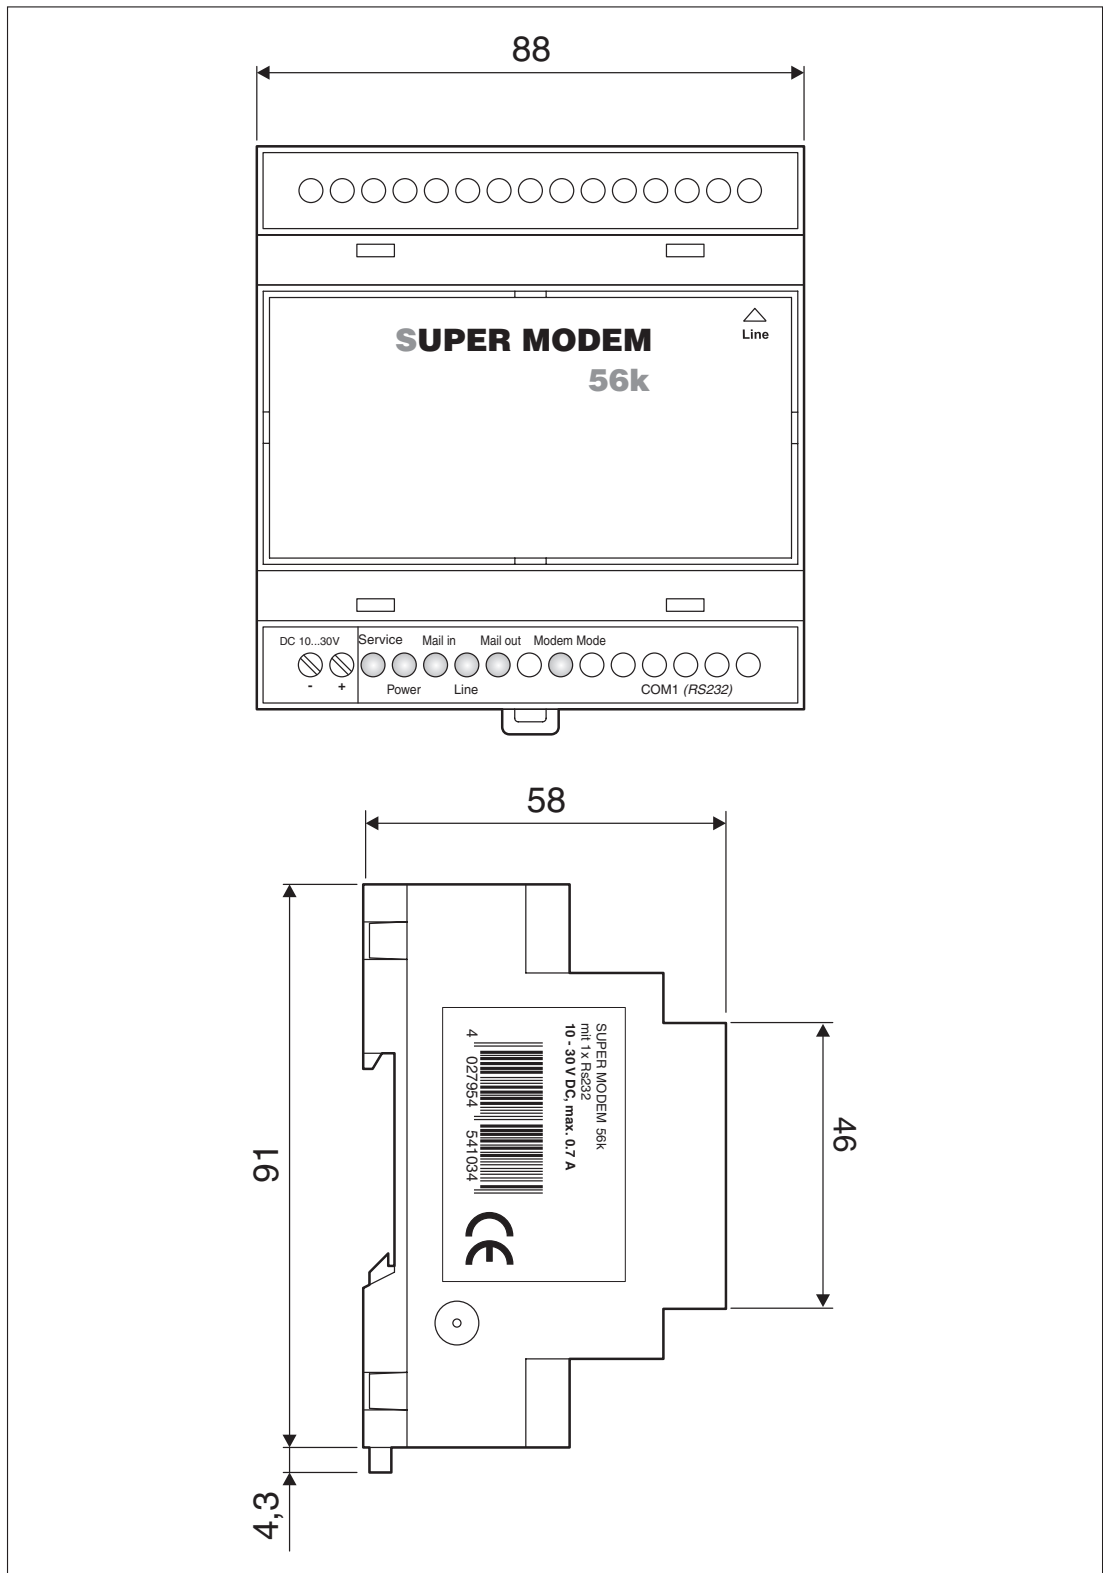 88
SUPER MODEM
56k
Line
DC 10...30V
Service
Mail in
Mail out
Modem Mode
- +
Power
Line
COM1 (RS232)
58
91
46
4,3
SUPER MODEM 56k
mit 1x Rs232
10 - 30 V DC, max. 0.7 A
4 027954 541034
CE